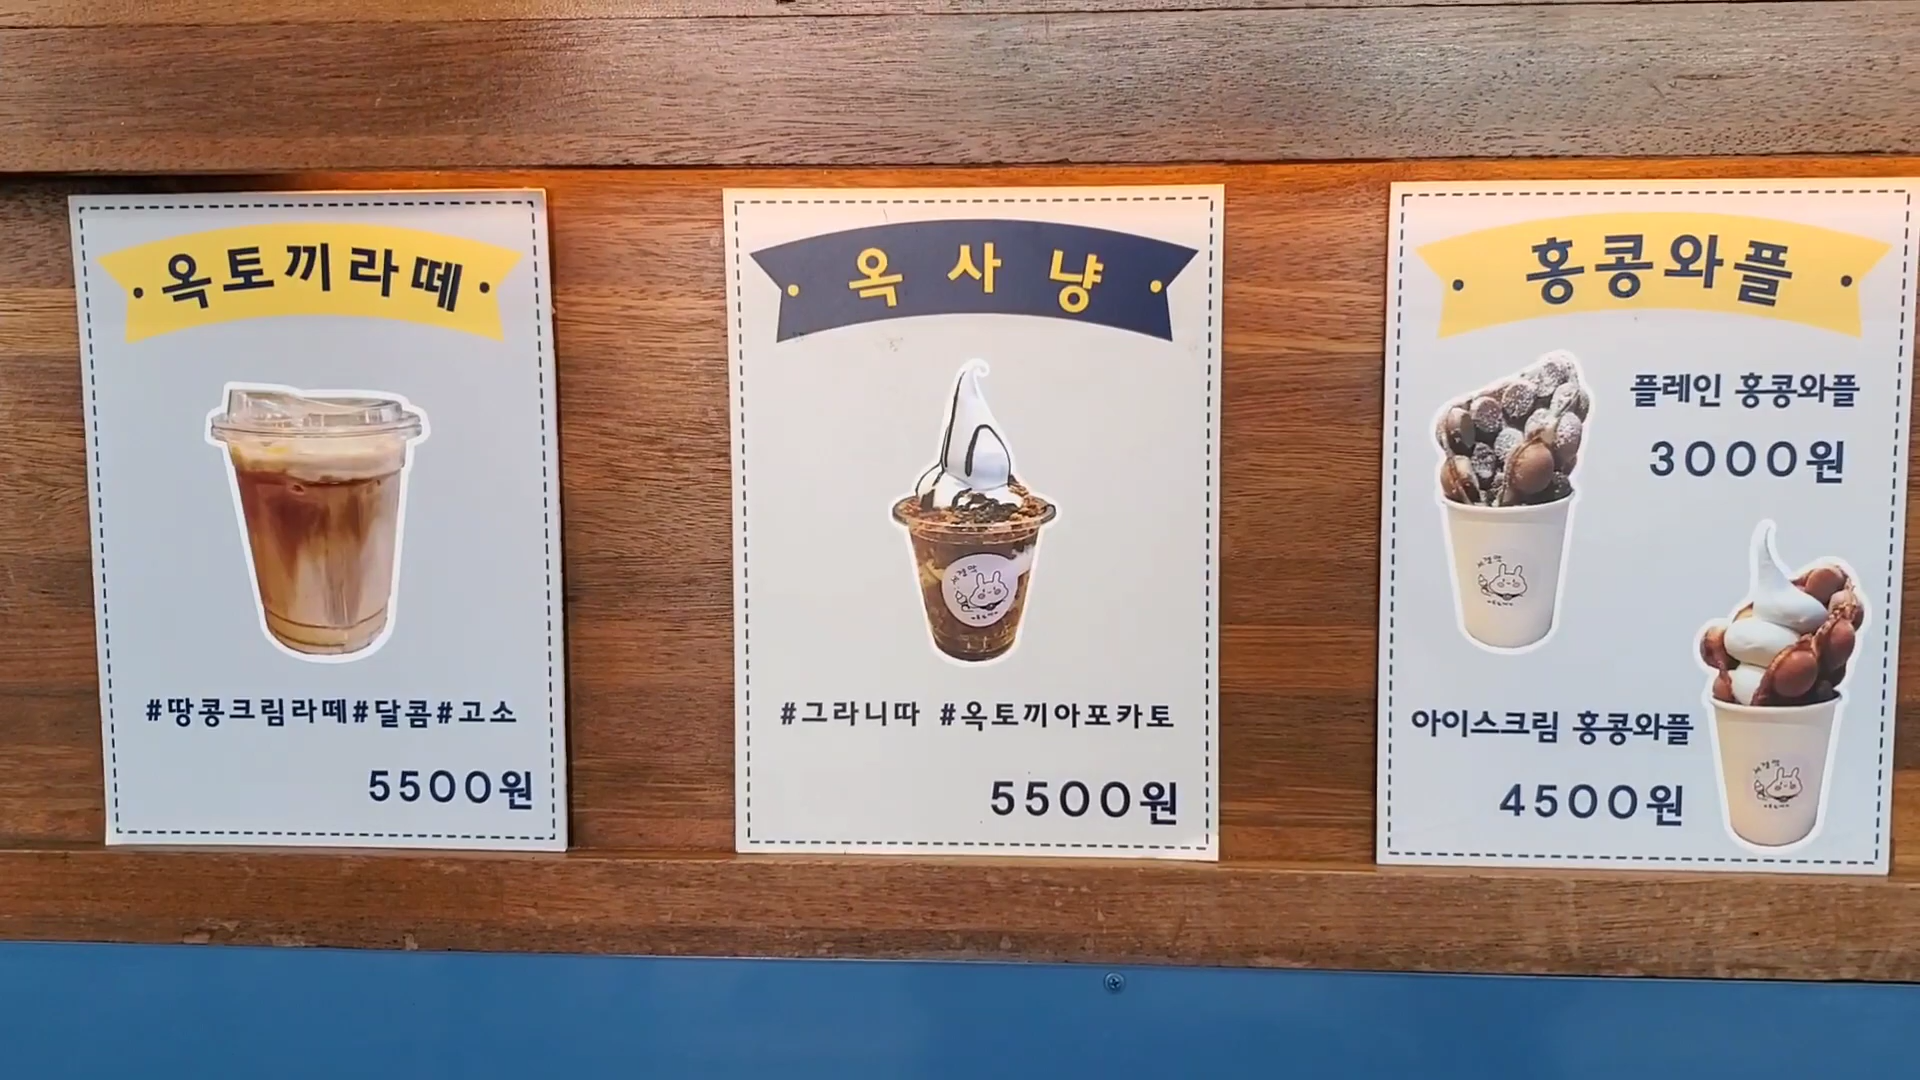 옥토끼라떼
#땅콩크림라떼#달콤#고소
5500원
옥사냥
#그라니따 #옥토끼아포카토
5500원
홍콩와플
플레인 홍콩와플
3000원
아이스크림 홍콩와플
4500원